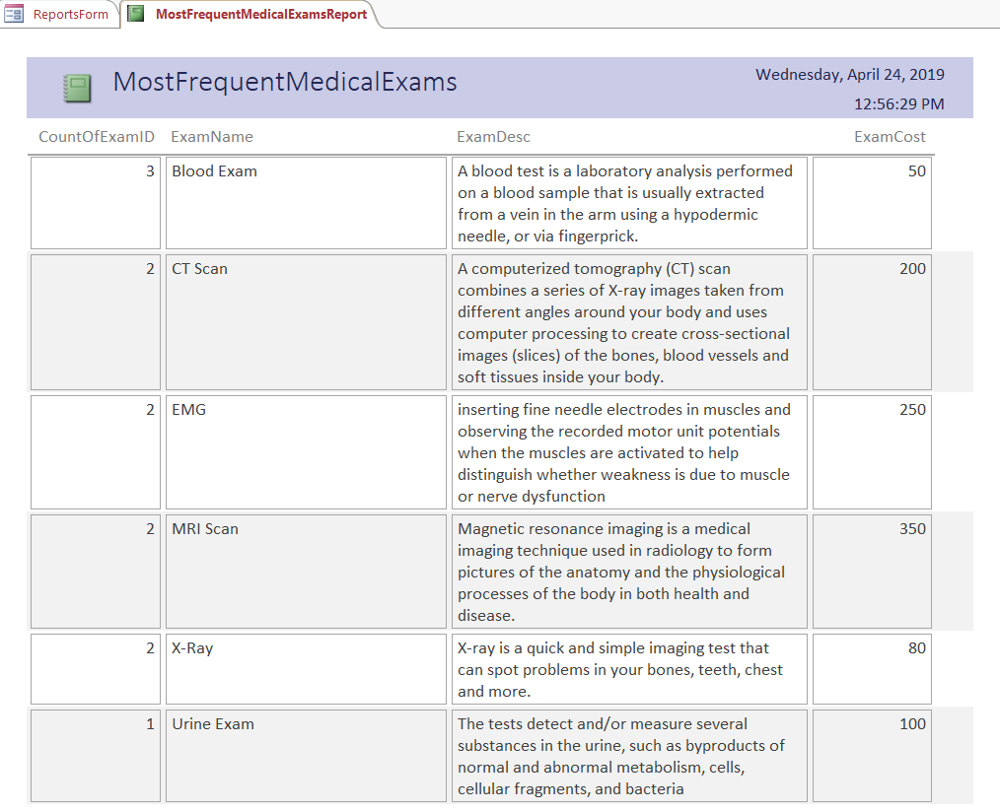 ReportsForm MostFrequentMedicalExamsReport
MostFrequentMedicalExams Wednesday, April 24, 2019
12:56:29 PM
CountOfExamID ExamName ExamDesc ExamCost
3 Blood Exam A blood test is a laboratory analysis performed 50
on a blood sample that is usually extracted
from a vein in the arm using a hypodermic
needle, or via fingerprick.
2 CT Scan A computerized tomography (CT) scan 200
combines a series of X-ray images taken from
different angles around your body and uses
computer processing to create cross-sectional
images (slices) of the bones, blood vessels and
soft tissues inside your body.
2 EMG inserting fine needle electrodes in muscles and 250
observing the recorded motor unit potentials
when the muscles are activated to help
distinguish whether weakness is due to muscle
or nerve dysfunction
2 MRI Scan Magnetic resonance imaging is a medical 350
imaging technique used in radiology to form
pictures of the anatomy and the physiological
processes of the body in both health and
disease.
2 X-Ray X-ray is a quick and simple imaging test that 80
can spot problems in your bones, teeth, chest
and more.
1 Urine Exam The tests detect and/or measure several 100
substances in the urine, such as byproducts of
normal and abnormal metabolism, cells,
cellular fragments, and bacteria